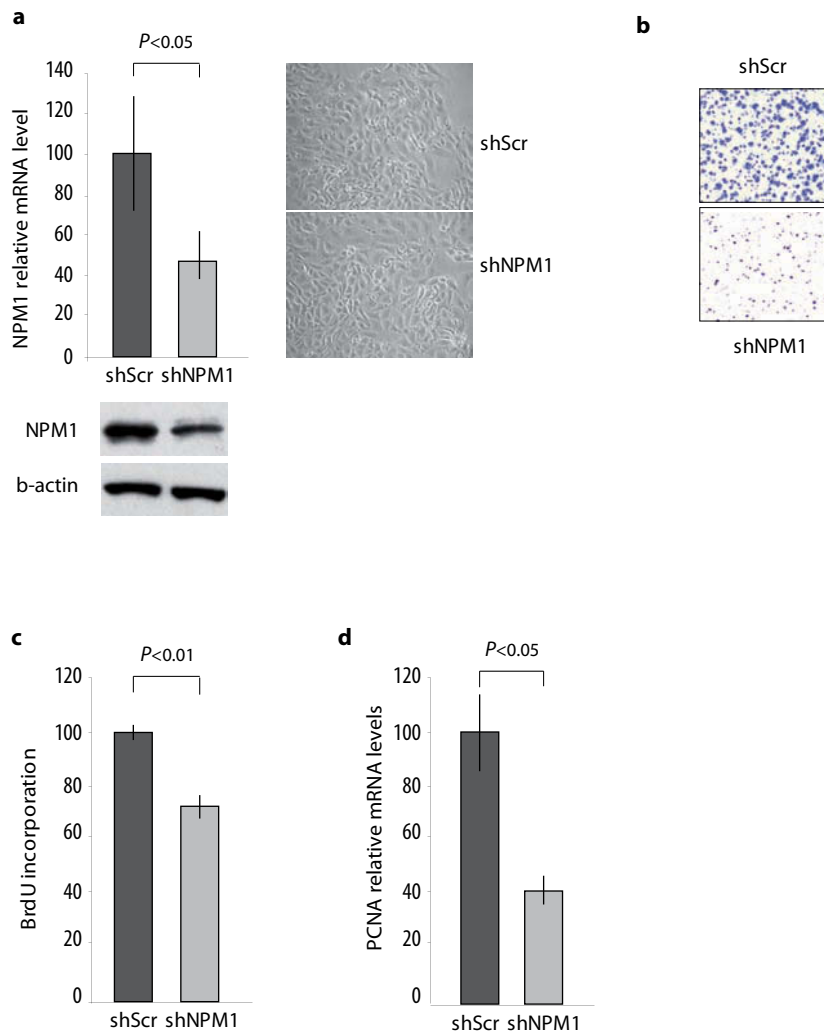 a
P<0.05
NPM1 relative mRNA level
140
120
100
80
60
40
20
0
shScr shNPM1
NPM1
b-actin
shScr
shNPM1
b
shScr
shNPM1
c
P<0.01
BrdU incorporation
120
100
80
60
40
20
0
shScr shNPM1
d
P<0.05
PCNA relative mRNA levels
120
100
80
60
40
20
0
shScr shNPM1